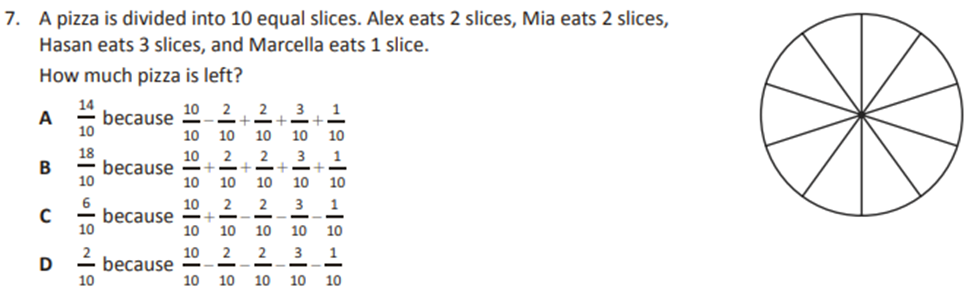 7. A pizza is divided into 10 equal slices. Alex eats 2 slices, Mia eats 2 slices,
Hasan eats 3 slices, and Marcella eats 1 slice.
How much pizza is left?
A 14/10 because 10/10 - 2/10 + 2/10 + 3/10 + 1/10
B 18/10 because 10/10 + 2/10 + 2/10 + 3/10 + 1/10
C 6/10 because 10/10 + 2/10 - 2/10 - 3/10 - 1/10
D 2/10 because 10/10 - 2/10 - 2/10 - 3/10 - 1/10